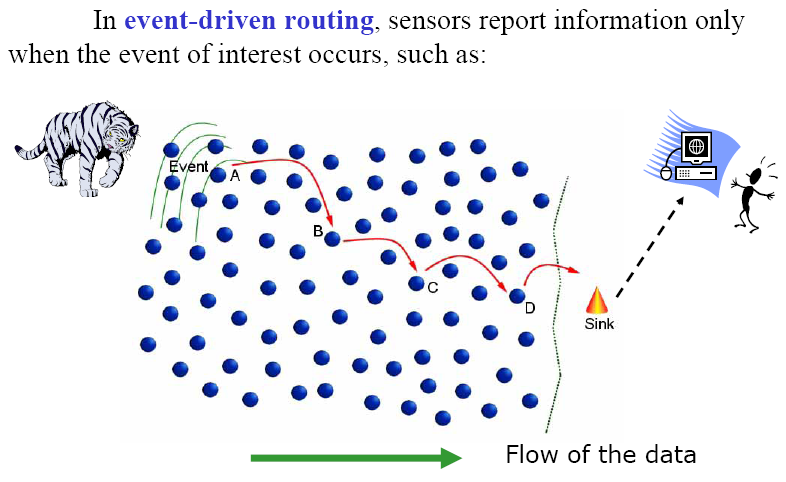 In event-driven routing, sensors report information only
when the event of interest occurs, such as:
Event
A
B
C
D
Sink
Flow of the data